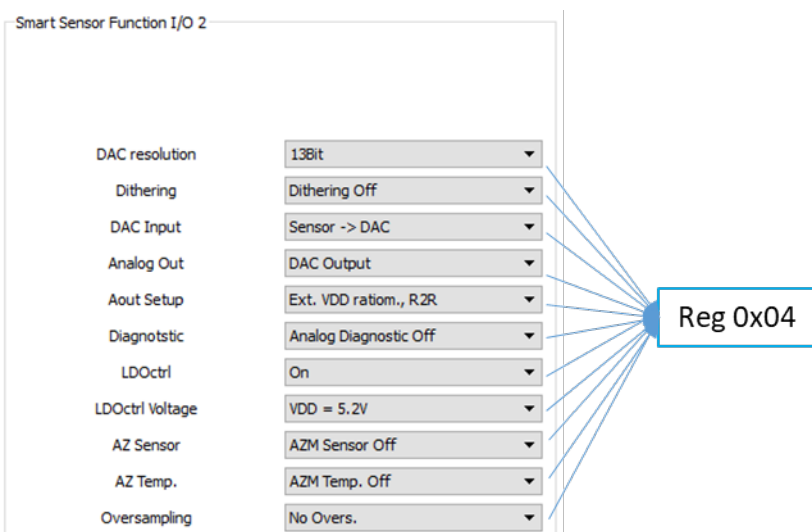 Smart Sensor Function I/O 2
DAC resolution 13Bit
Dithering Dithering Off
DAC Input Sensor -> DAC
Analog Out DAC Output
Aout Setup Ext. VDD ratiom., R2R
Diagnotstic Analog Diagnostic Off
LDOctrl On
LDOctrl Voltage VDD = 5.2V
AZ Sensor AZM Sensor Off
AZ Temp. AZM Temp. Off
Oversampling No Overs.
Reg 0x04